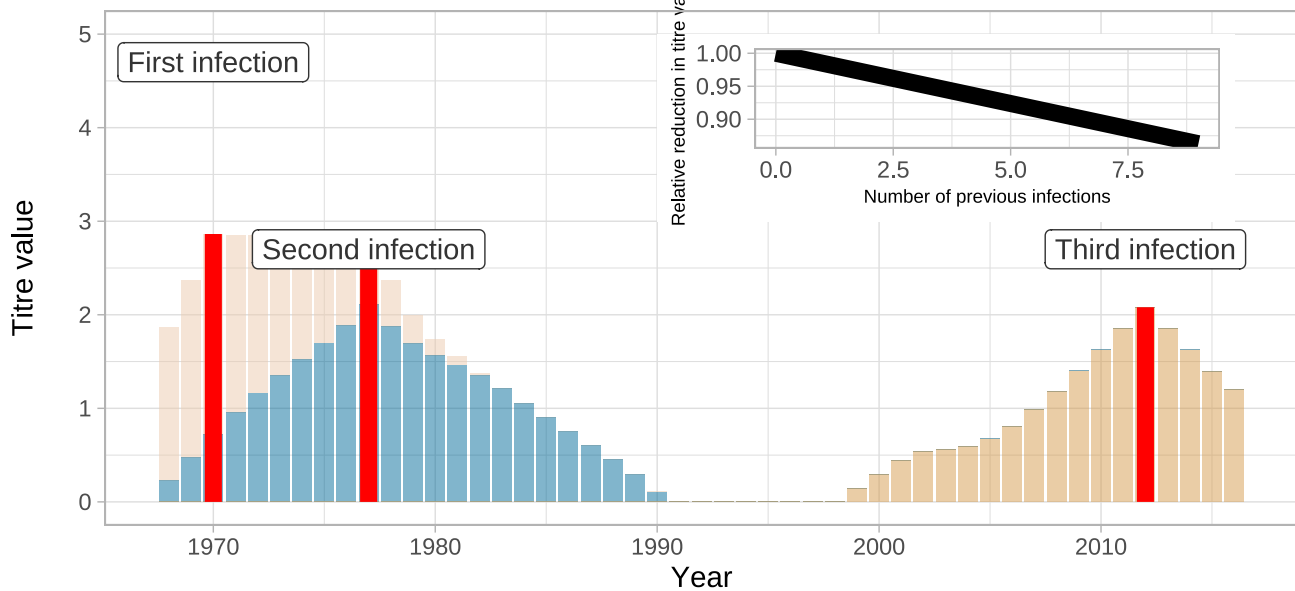 5
4
3
2
1
0
Titre value
First infection
Second infection
Third infection
1970
1980
1990
2000
2010
Year
Relative reduction in titre va
1.00
0.95
0.90
0.0
2.5
5.0
7.5
Number of previous infections